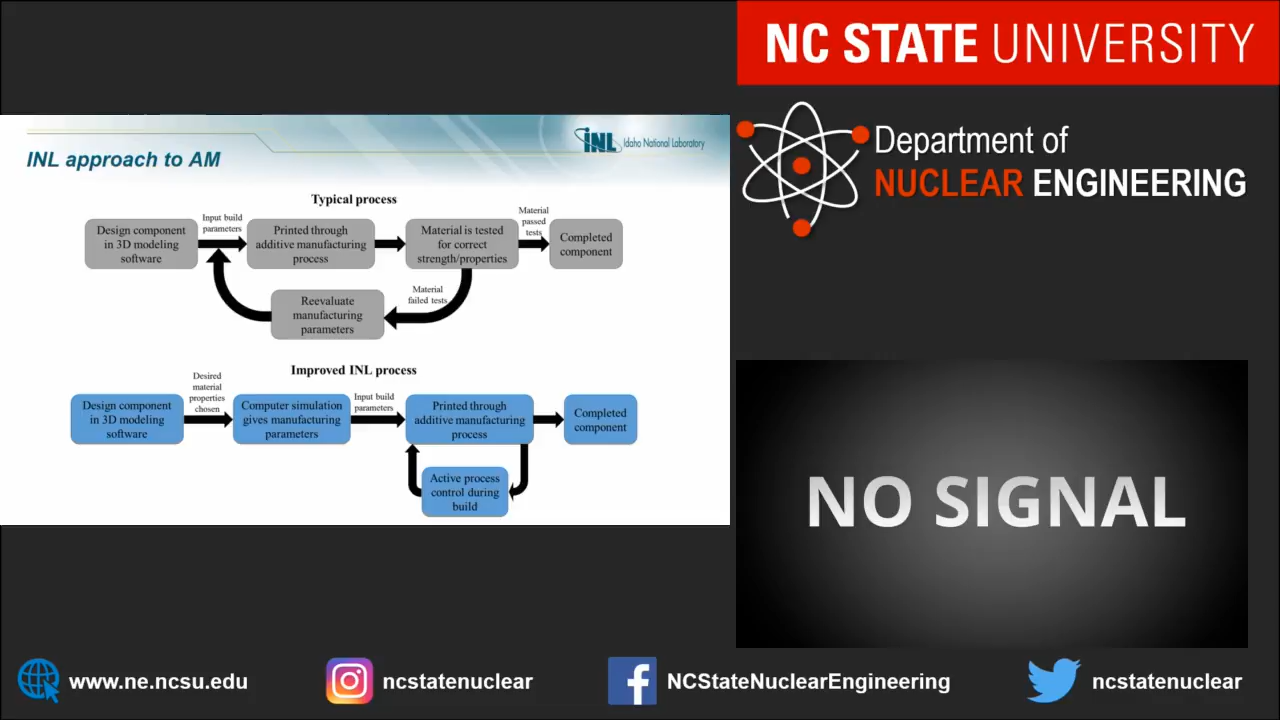 NC STATE UNIVERSITY
Department of
NUCLEAR ENGINEERING
INL approach to AM
INL Idaho National Laboratory
Typical process
Design component
in 3D modeling
software
Input build
parameters
Printed through
additive manufacturing
process
Material is tested
for correct
strength/properties
Material
passed
tests
Completed
component
Material
failed tests
Reevaluate
manufacturing
parameters
Improved INL process
Design component
in 3D modeling
software
Desired
material
properties
chosen
Computer simulation
gives manufacturing
parameters
Input build
parameters
Printed through
additive manufacturing
process
Completed
component
Active process
control during
build
NO SIGNAL
www.ne.ncsu.edu
ncstatenuclear
NCStateNuclearEngineering
ncstatenuclear